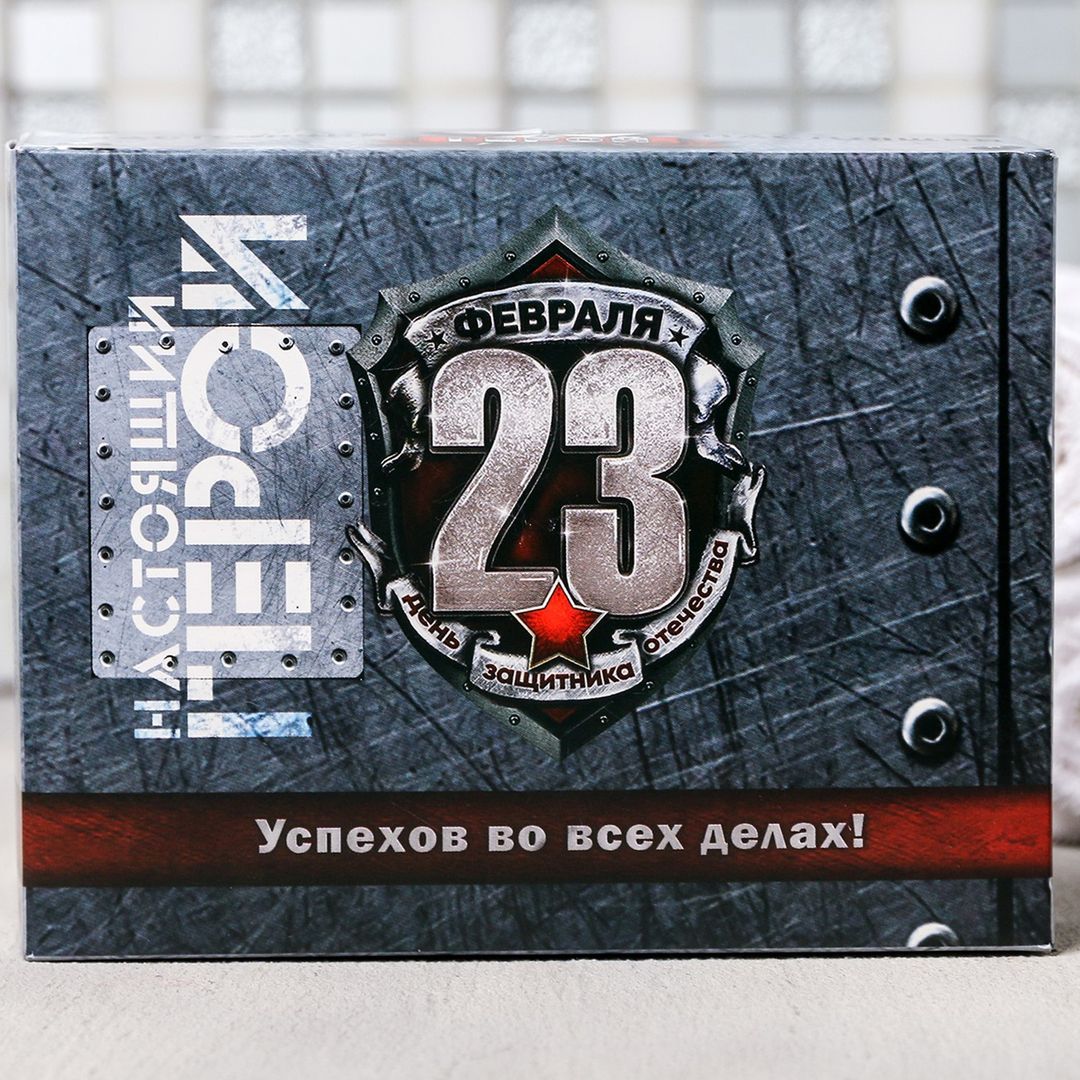 НАСТОЯЩИЙ
ГЕРОЙ
ФЕВРАЛЯ
23
день
защитника
отечества
Успехов во всех делах!